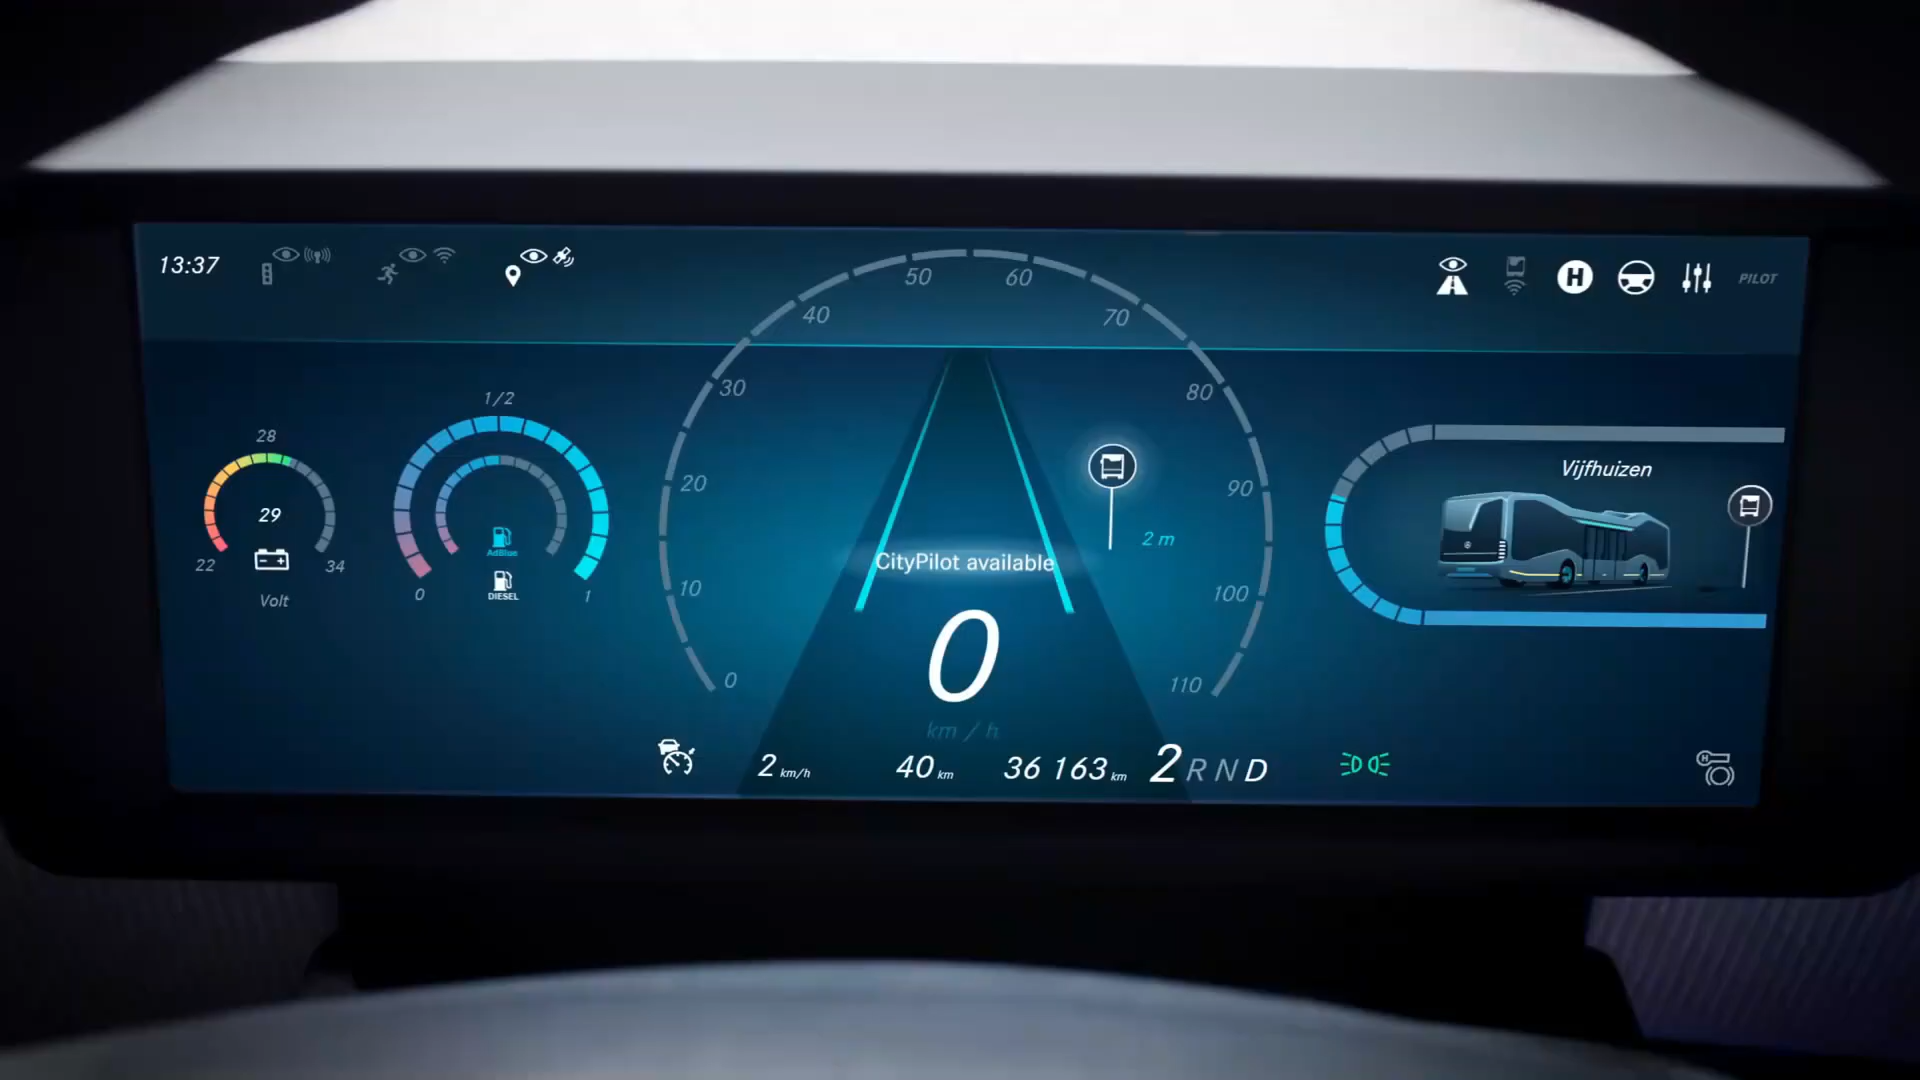 13:37
PILOT
50 60
40 70
30 80
20 90
10 100
0 110
1/2
28
29
22 34
Volt
AdBlue
DIESEL
0 1
H
Vijfhuizen
2 m
CityPilot available
0
km / h
2 km/h 40 km 36 163 km 2 R N D
H